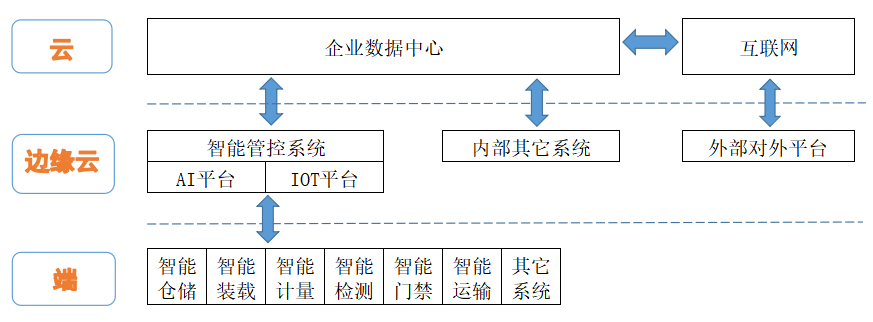 云
企业数据中心
互联网
边缘云
智能管控系统
内部其它系统
外部对外平台
AI平台
IOT平台
端
智能
仓储
智能
装载
智能
计量
智能
检测
智能
门禁
智能
运输
其它
系统